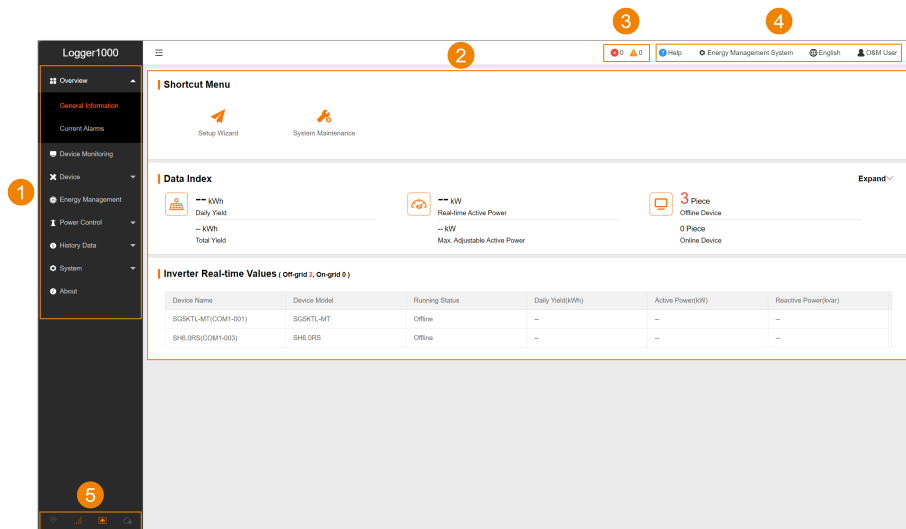 3
4
Logger1000
2
0 0 Help Energy Management System English O&M User
1
Overview
General Information
Current Alarms
Device Monitoring
Device
Energy Management
Power Control
History Data
System
About
Shortcut Menu
Setup Wizard System Maintenance
Data Index Expand
-- kWh -- kW 3 Piece
Daily Yield Real-time Active Power Offline Device
-- kWh -- kW 0 Piece
Total Yield Max. Adjustable Active Power Online Device
Inverter Real-time Values ( Off-grid 2, On-grid 0 )
Device Name Device Model Running Status Daily Yield(kWh) Active Power(kW) Reactive Power(kvar)
SG5KTL-MT(COM1-001) SG5KTL-MT Offline -- -- --
SH6.0RS(COM1-003) SH6.0RS Offline -- -- --
5